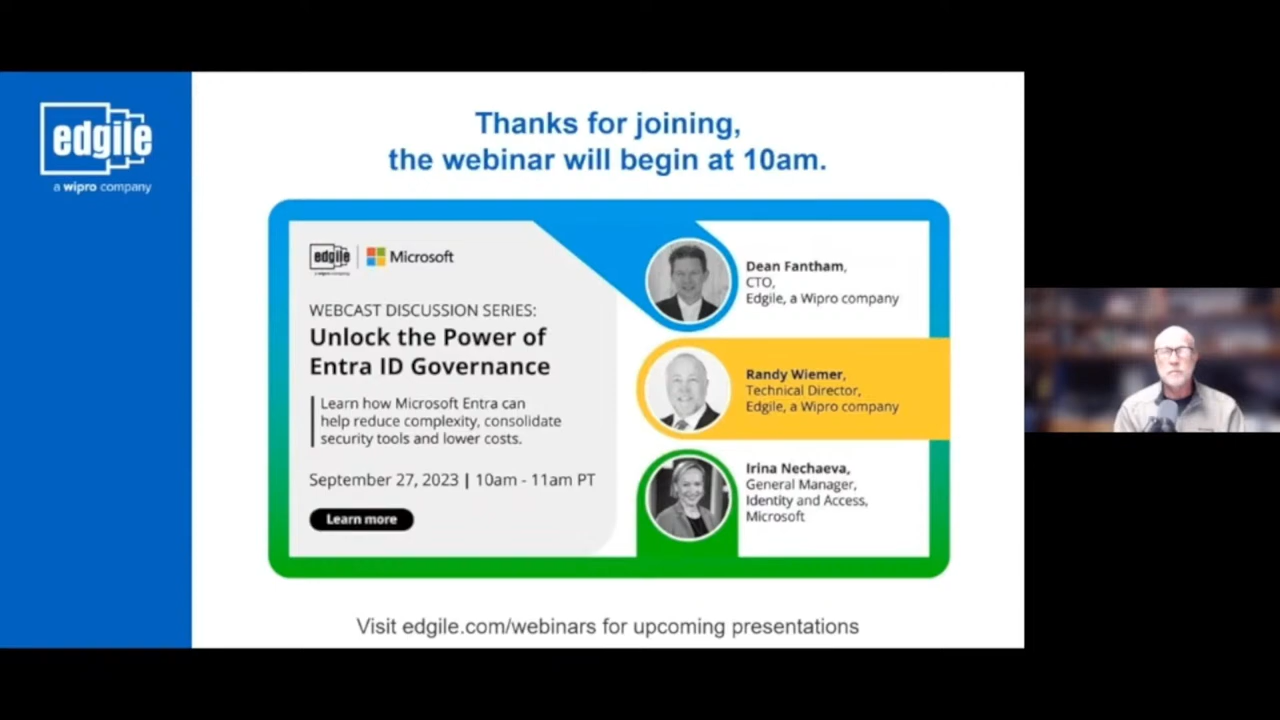 edgile
a wipro company
Thanks for joining,
the webinar will begin at 10am.
edgile | Microsoft
a wipro company
WEBCAST DISCUSSION SERIES:
Unlock the Power of
Entra ID Governance
Learn how Microsoft Entra can
help reduce complexity, consolidate
security tools and lower costs.
September 27, 2023 | 10am - 11am PT
Learn more
Dean Fantham,
CTO,
Edgile, a Wipro company
Randy Wiemer,
Technical Director,
Edgile, a Wipro company
Irina Nechaeva,
General Manager,
Identity and Access,
Microsoft
Visit edgile.com/webinars for upcoming presentations